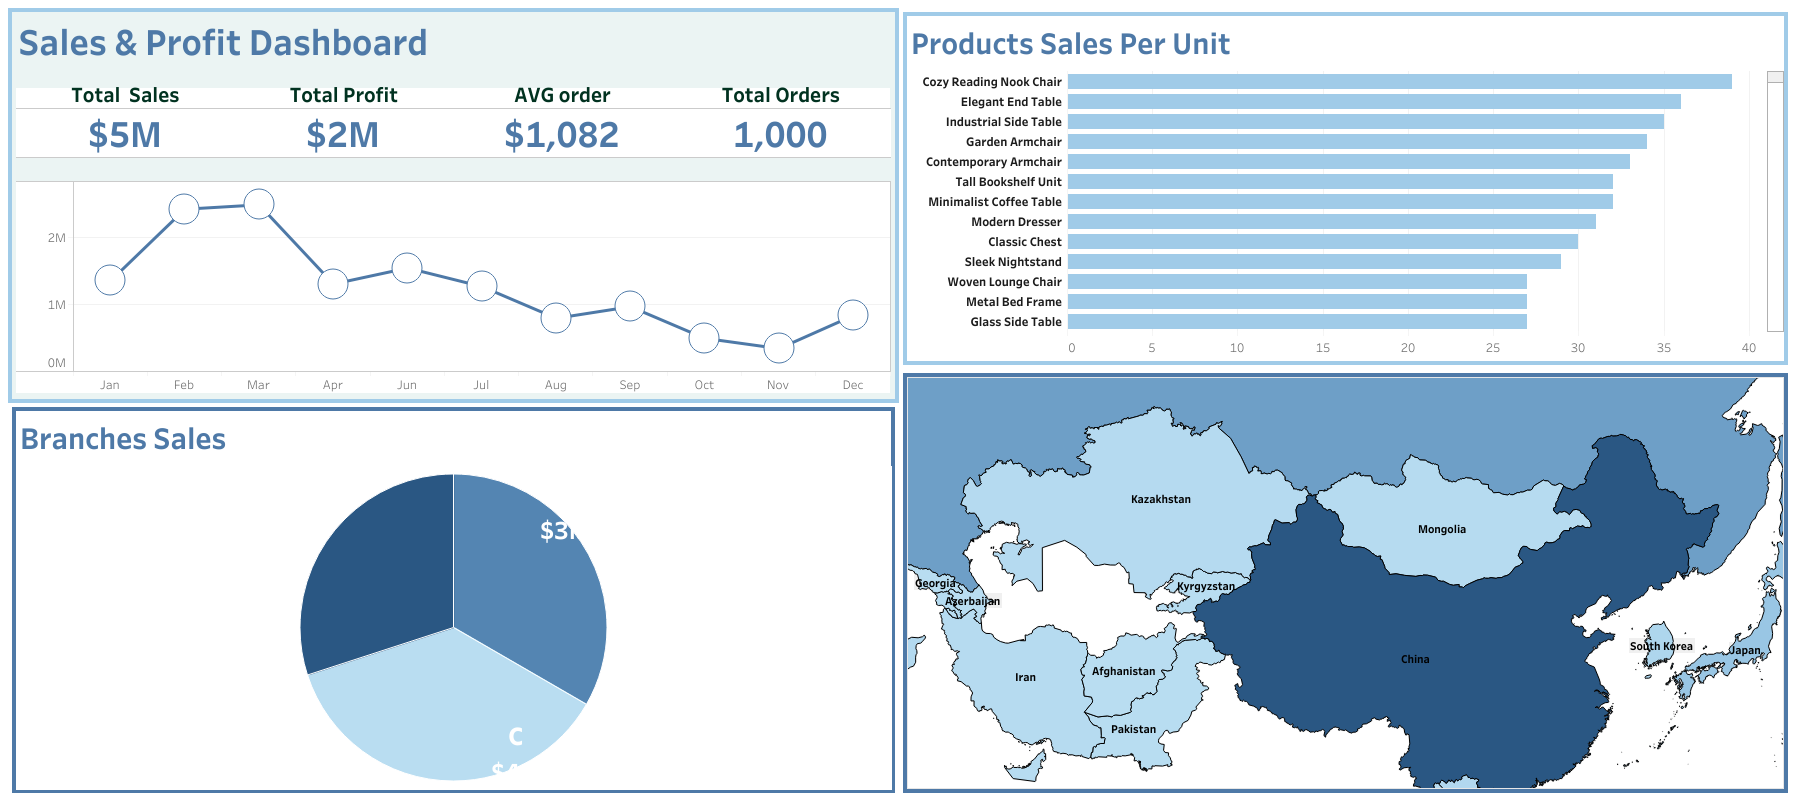 Sales & Profit Dashboard
Total Sales Total Profit AVG order Total Orders
$5M $2M $1,082 1,000
2M
1M
0M
Jan Feb Mar Apr Jun Jul Aug Sep Oct Nov Dec
Products Sales Per Unit
Cozy Reading Nook Chair
Elegant End Table
Industrial Side Table
Garden Armchair
Contemporary Armchair
Tall Bookshelf Unit
Minimalist Coffee Table
Modern Dresser
Classic Chest
Sleek Nightstand
Woven Lounge Chair
Metal Bed Frame
Glass Side Table
0 5 10 15 20 25 30 35 40
Branches Sales
C
Kazakhstan
Mongolia
Georgia
Kyrgyzstan
Azerbaijan
South Korea
Japan
China
Afghanistan
Iran
Pakistan